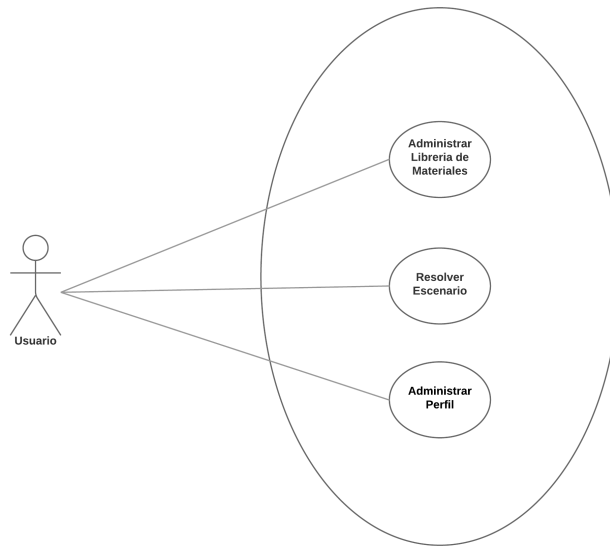 Administrar
Libreria de
Materiales
Resolver
Escenario
Usuario
Administrar
Perfil